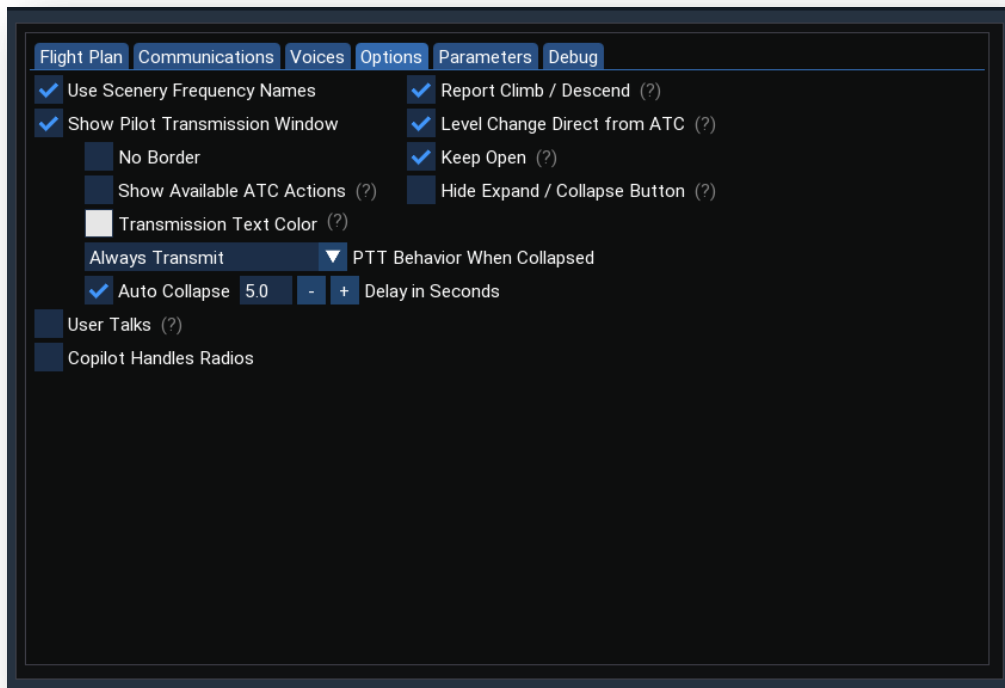 Flight Plan Communications Voices Options Parameters Debug
Use Scenery Frequency Names
Report Climb / Descend (?)
Show Pilot Transmission Window
Level Change Direct from ATC (?)
No Border
Keep Open (?)
Show Available ATC Actions (?)
Hide Expand / Collapse Button (?)
Transmission Text Color (?)
Always Transmit PTT Behavior When Collapsed
Auto Collapse 5.0 - + Delay in Seconds
User Talks (?)
Copilot Handles Radios